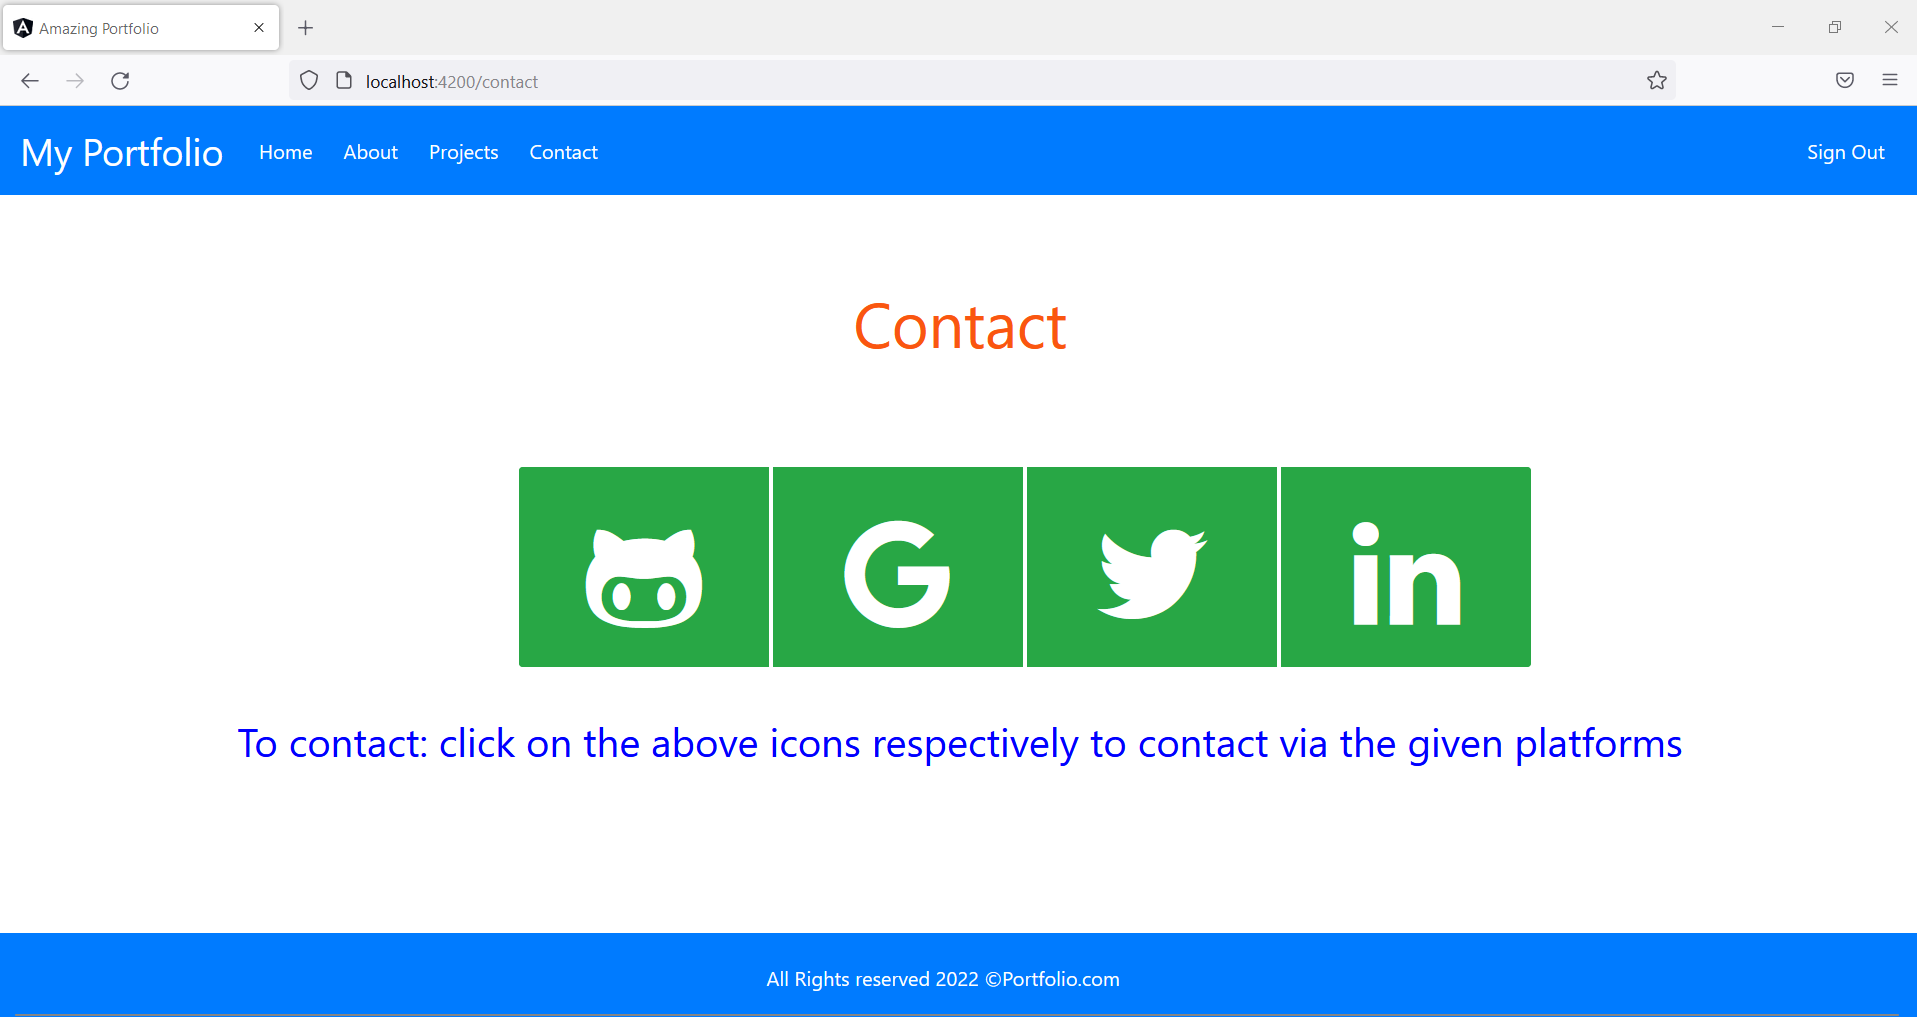 Amazing Portfolio
localhost:4200/contact
My Portfolio Home About Projects Contact Sign Out
Contact
To contact: click on the above icons respectively to contact via the given platforms
All Rights reserved 2022 ©Portfolio.com